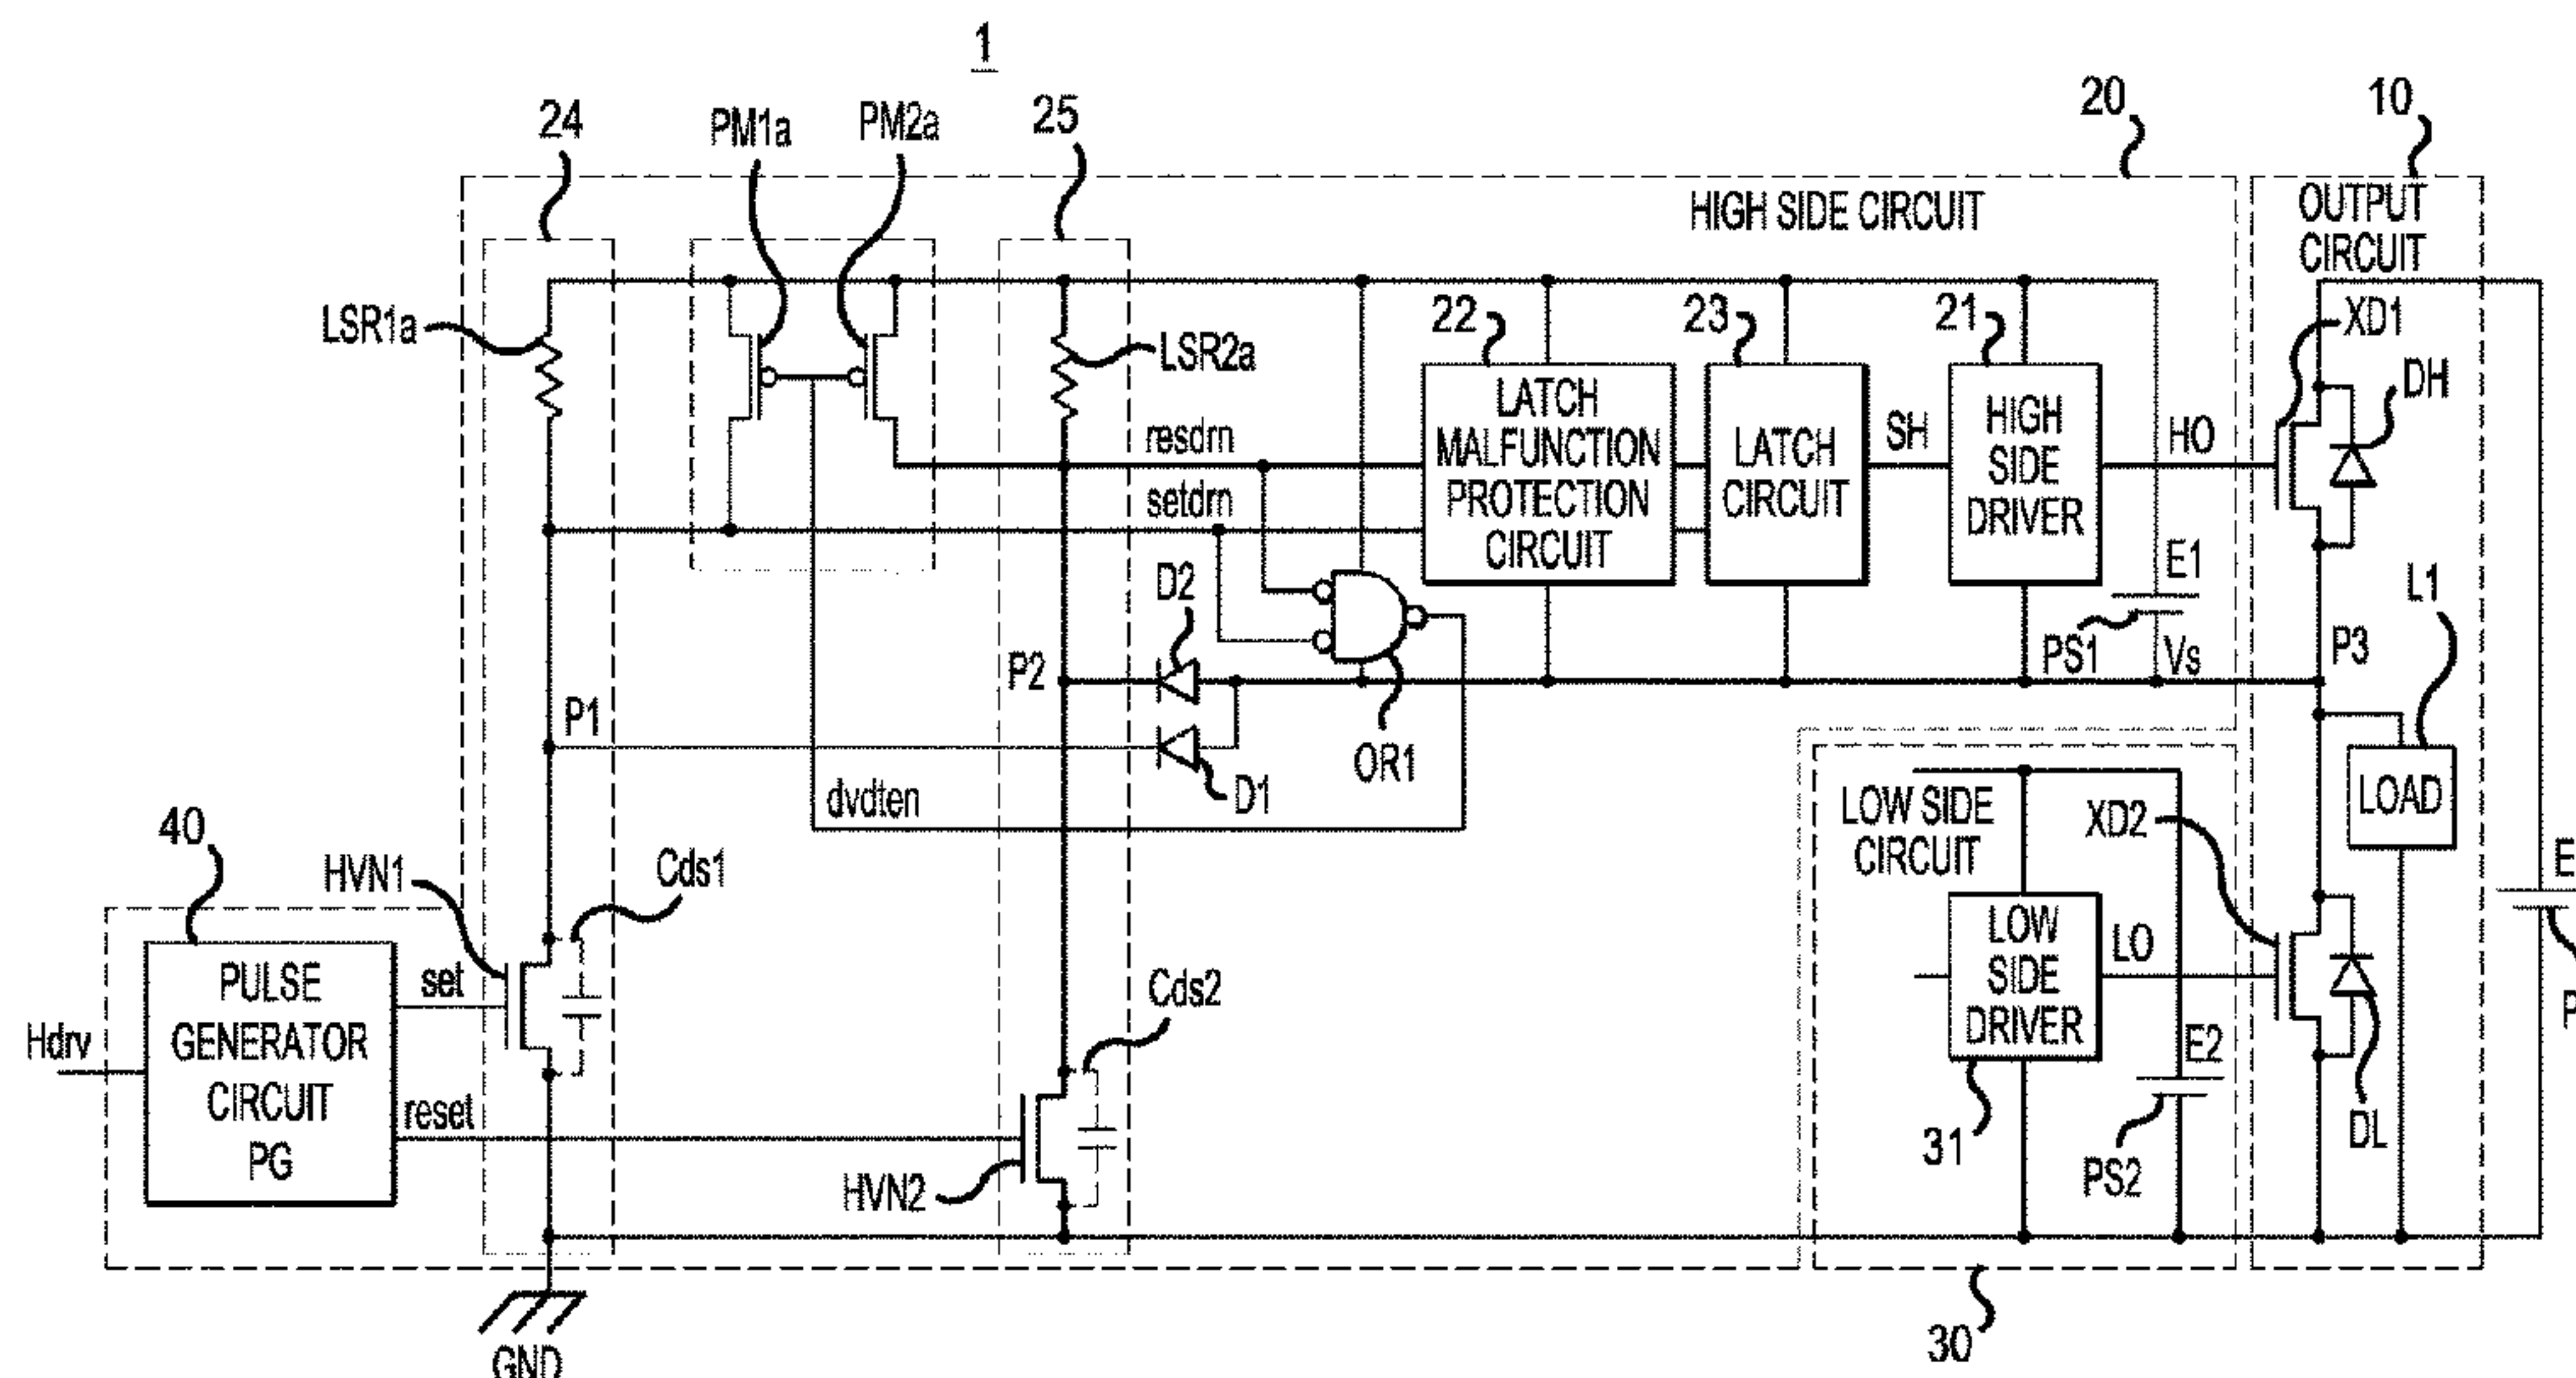 1
24
PM1a
PM2a
25
20
10
HIGH SIDE CIRCUIT
OUTPUT
CIRCUIT
LSR1a
LSR2a
22
23
21
XD1
DH
LATCH
MALFUNCTION
PROTECTION
CIRCUIT
LATCH
CIRCUIT
SH
HIGH
SIDE
DRIVER
HO
resdrn
setdrn
D2
E1
L1
P2
PS1
Vs
P3
P1
OR1
D1
dvdten
LOAD
LOW SIDE
CIRCUIT
XD2
40
HVN1
Cds1
E
PULSE
GENERATOR
CIRCUIT
PG
set
Hdrv
reset
Cds2
LOW
SIDE
DRIVER
LO
P
E2
HVN2
31
PS2
DL
GND
30